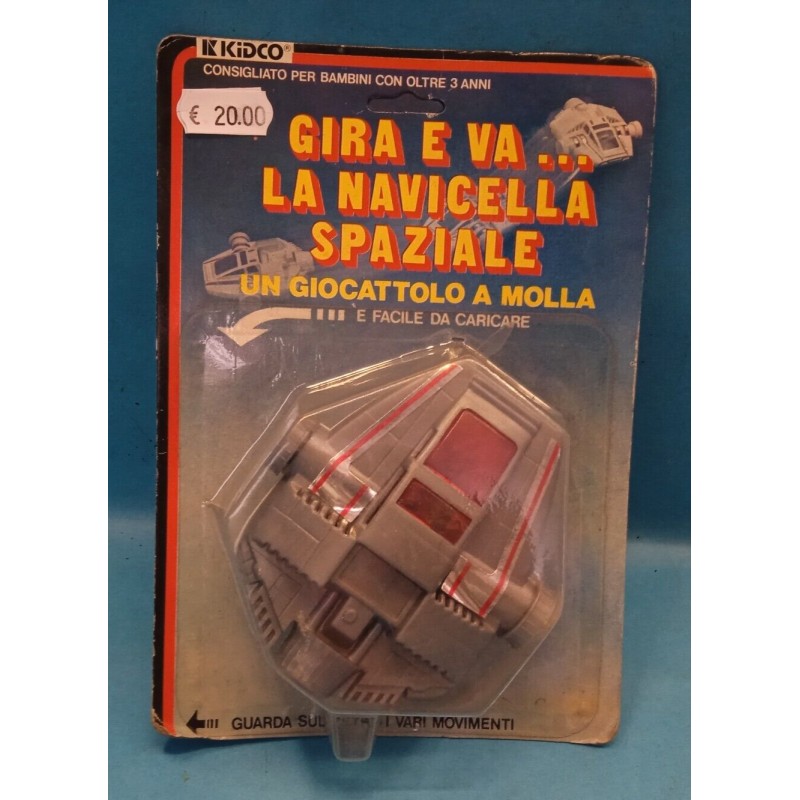 KiDCO®
CONSIGLIATO PER BAMBINI CON OLTRE 3 ANNI
€ 20.00
GIRA E VA ...
LA NAVICELLA
SPAZIALE
UN GIOCATTOLO A MOLLA
E FACILE DA CARICARE
GUARDA SUL I VARI MOVIMENTI